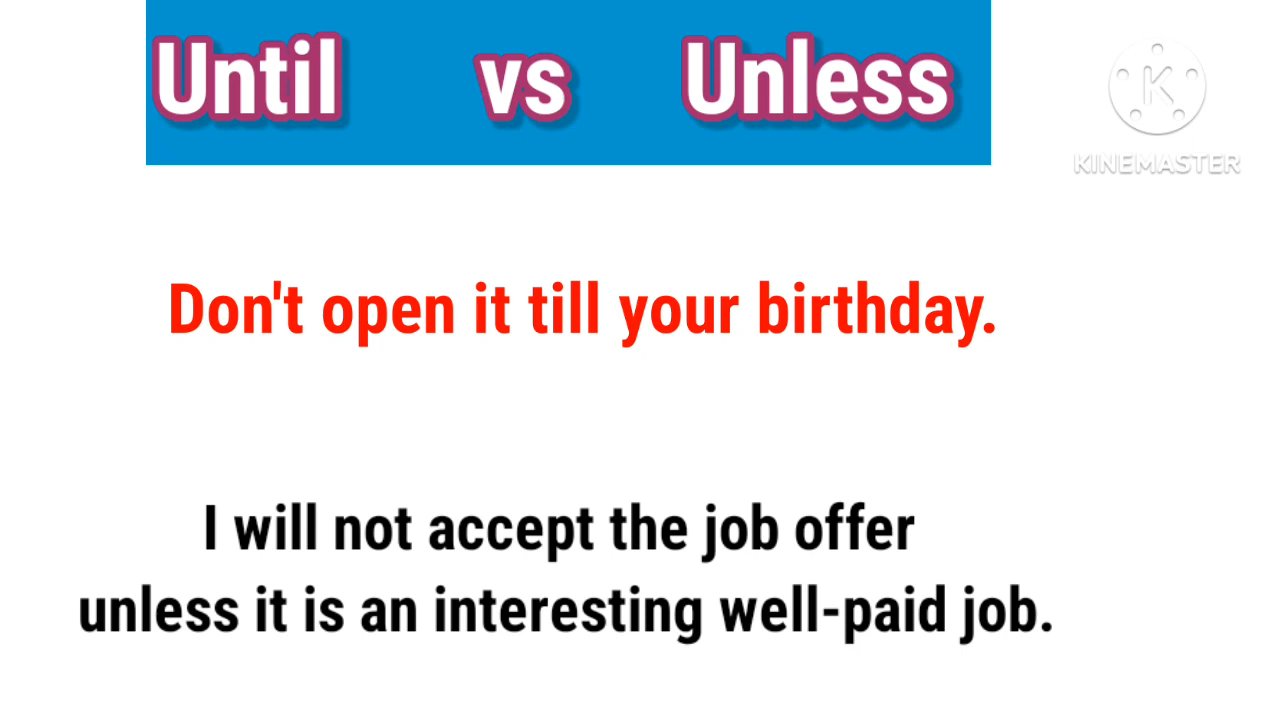 Until vs Unless
KINEMASTER
Don't open it till your birthday.
I will not accept the job offer
unless it is an interesting well-paid job.